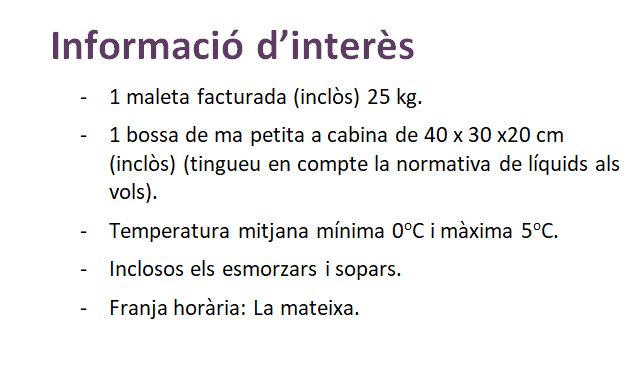 Informació d’interès
- 1 maleta facturada (inclòs) 25 kg.
- 1 bossa de ma petita a cabina de 40 x 30 x20 cm
(inclòs) (tingueu en compte la normativa de líquids als
vols).
- Temperatura mitjana mínima 0ºC i màxima 5ºC.
- Inclosos els esmorzars i sopars.
- Franja horària: La mateixa.